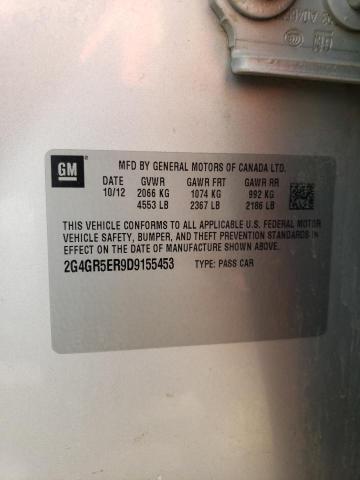 GM
MFD BY GENERAL MOTORS OF CANADA LTD.
DATE GVWR GAWR FRT GAWR RR
10/12 2066 KG 1074 KG 992 KG
4553 LB 2367 LB 2186 LB
THIS VEHICLE CONFORMS TO ALL APPLICABLE U.S. FEDERAL MOTOR
VEHICLE SAFETY, BUMPER, AND THEFT PREVENTION STANDARDS IN
EFFECT ON THE DATE OF MANUFACTURE SHOWN ABOVE.
2G4GR5ER9D9155453 TYPE: PASS CAR